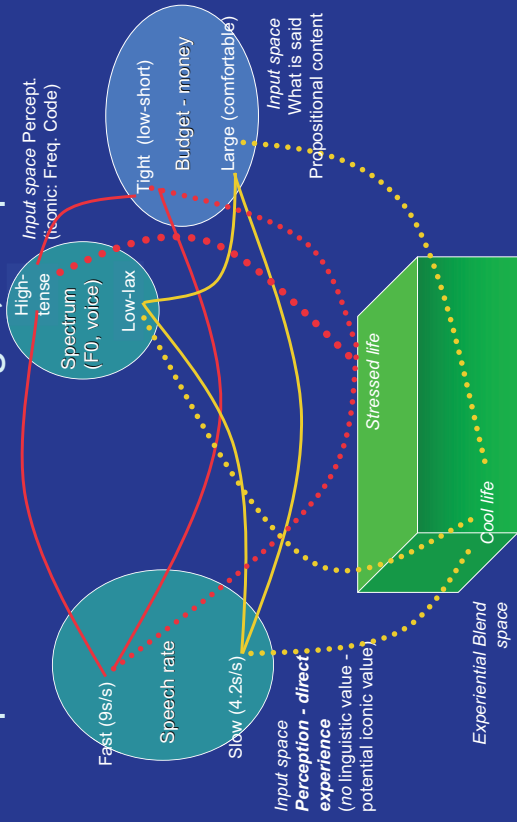 Input space Percept.
(Iconic: Freq. Code)
High-
tense
Spectrum
(F0, voice)
Low-lax
Tight (low-short)
Budget - money
Large (comfortable)
Input space
What is said
Propositional content
Fast (9s/s)
Speech rate
Slow (4.2s/s)
Input space
Perception - direct
experience
(no linguistic value -
potential iconic value)
Stressed life
Cool life
Experiential Blend
space